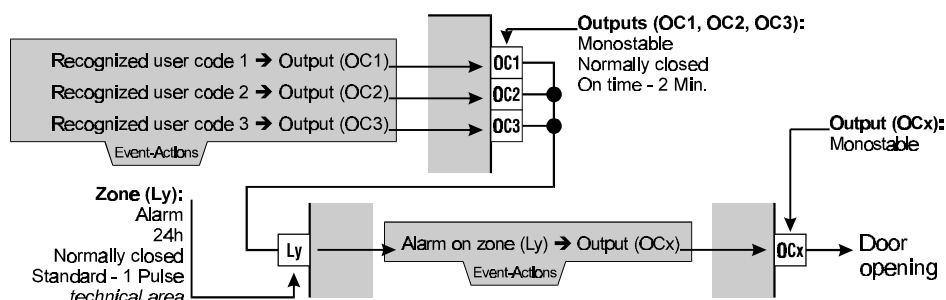 Recognized user code 1 ➔ Output (OC1)
Recognized user code 2 ➔ Output (OC2)
Recognized user code 3 ➔ Output (OC3)
Event-Actions
OC1
OC2
OC3
Outputs (OC1, OC2, OC3):
Monostable
Normally closed
On time - 2 Min.
Output (OCx):
Monostable
Zone (Ly):
Alarm
24h
Normally closed
Standard - 1 Pulse
technical area
Ly
Alarm on zone (Ly) ➔ Output (OCx)
Event-Actions
OCx
Door
opening